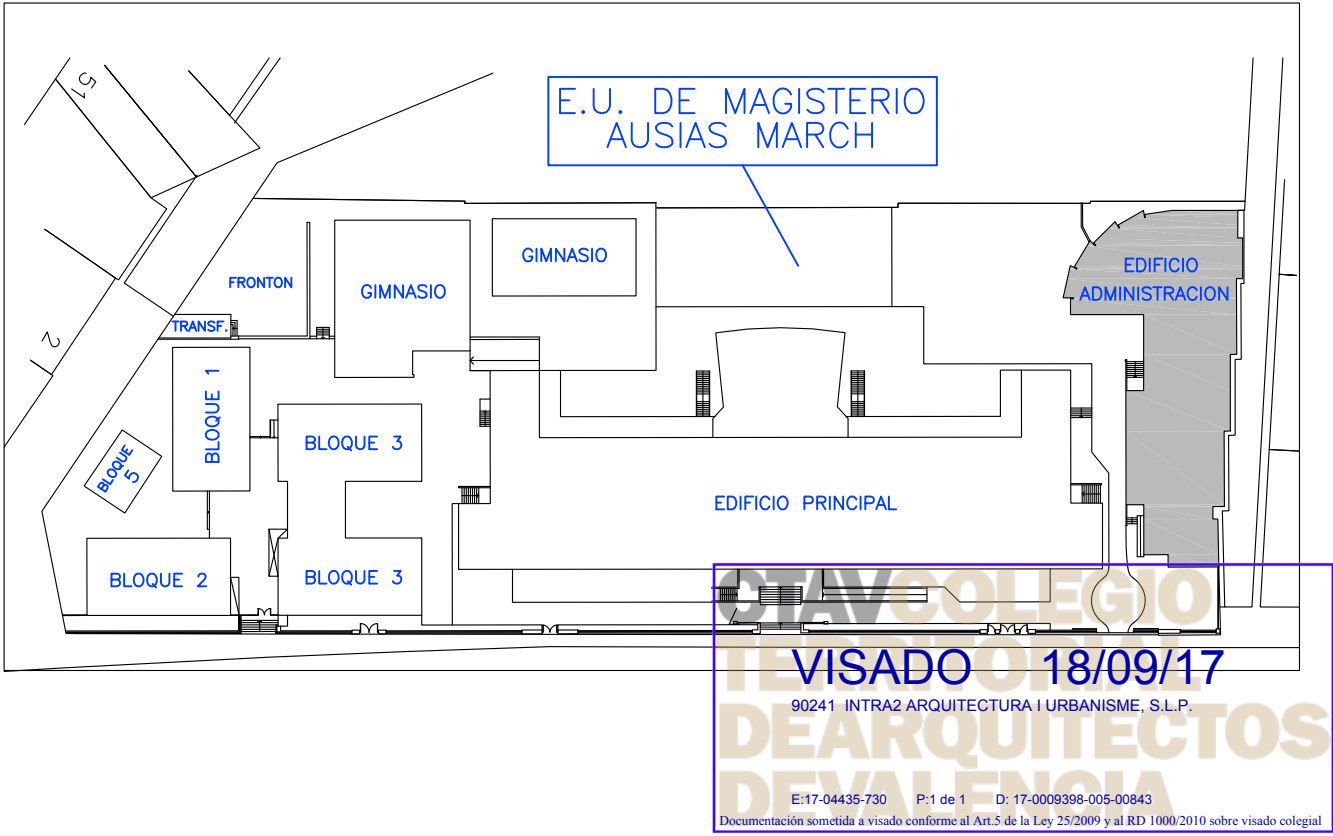 51
E.U. DE MAGISTERIO
AUSIAS MARCH
GIMNASIO
FRONTON
GIMNASIO
EDIFICIO
ADMINISTRACION
TRANSF.
21
BLOQUE 1
BLOQUE 3
BLOQUE
5
EDIFICIO PRINCIPAL
BLOQUE 2
BLOQUE 3
CTAV COLEGIO
TERRITORIAL
DE ARQUITECTOS
DE VALENCIA
VISADO 18/09/17
90241 INTRA2 ARQUITECTURA I URBANISME, S.L.P.
E:17-04435-730 P:1 de 1 D: 17-0009398-005-00843
Documentación sometida a visado conforme al Art.5 de la Ley 25/2009 y al RD 1000/2010 sobre visado colegial